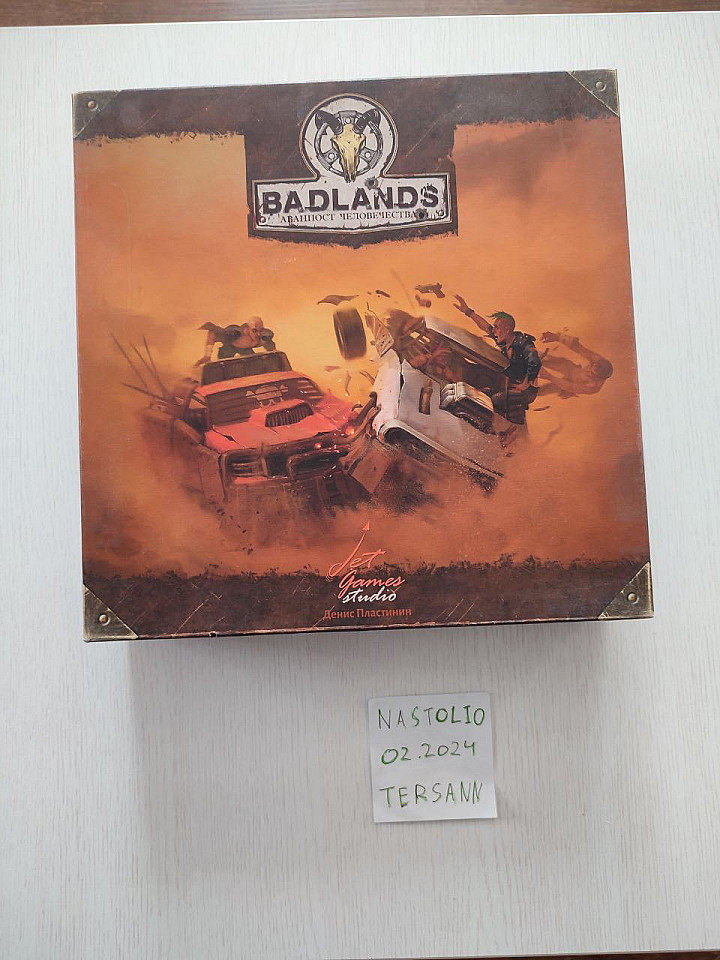 BADLANDS
АВАНПОСТ ЧЕЛОВЕЧЕСТВА
Jet
Games
studio
Денис Пластинин
NASTOLIO
02.2024
TERSANN